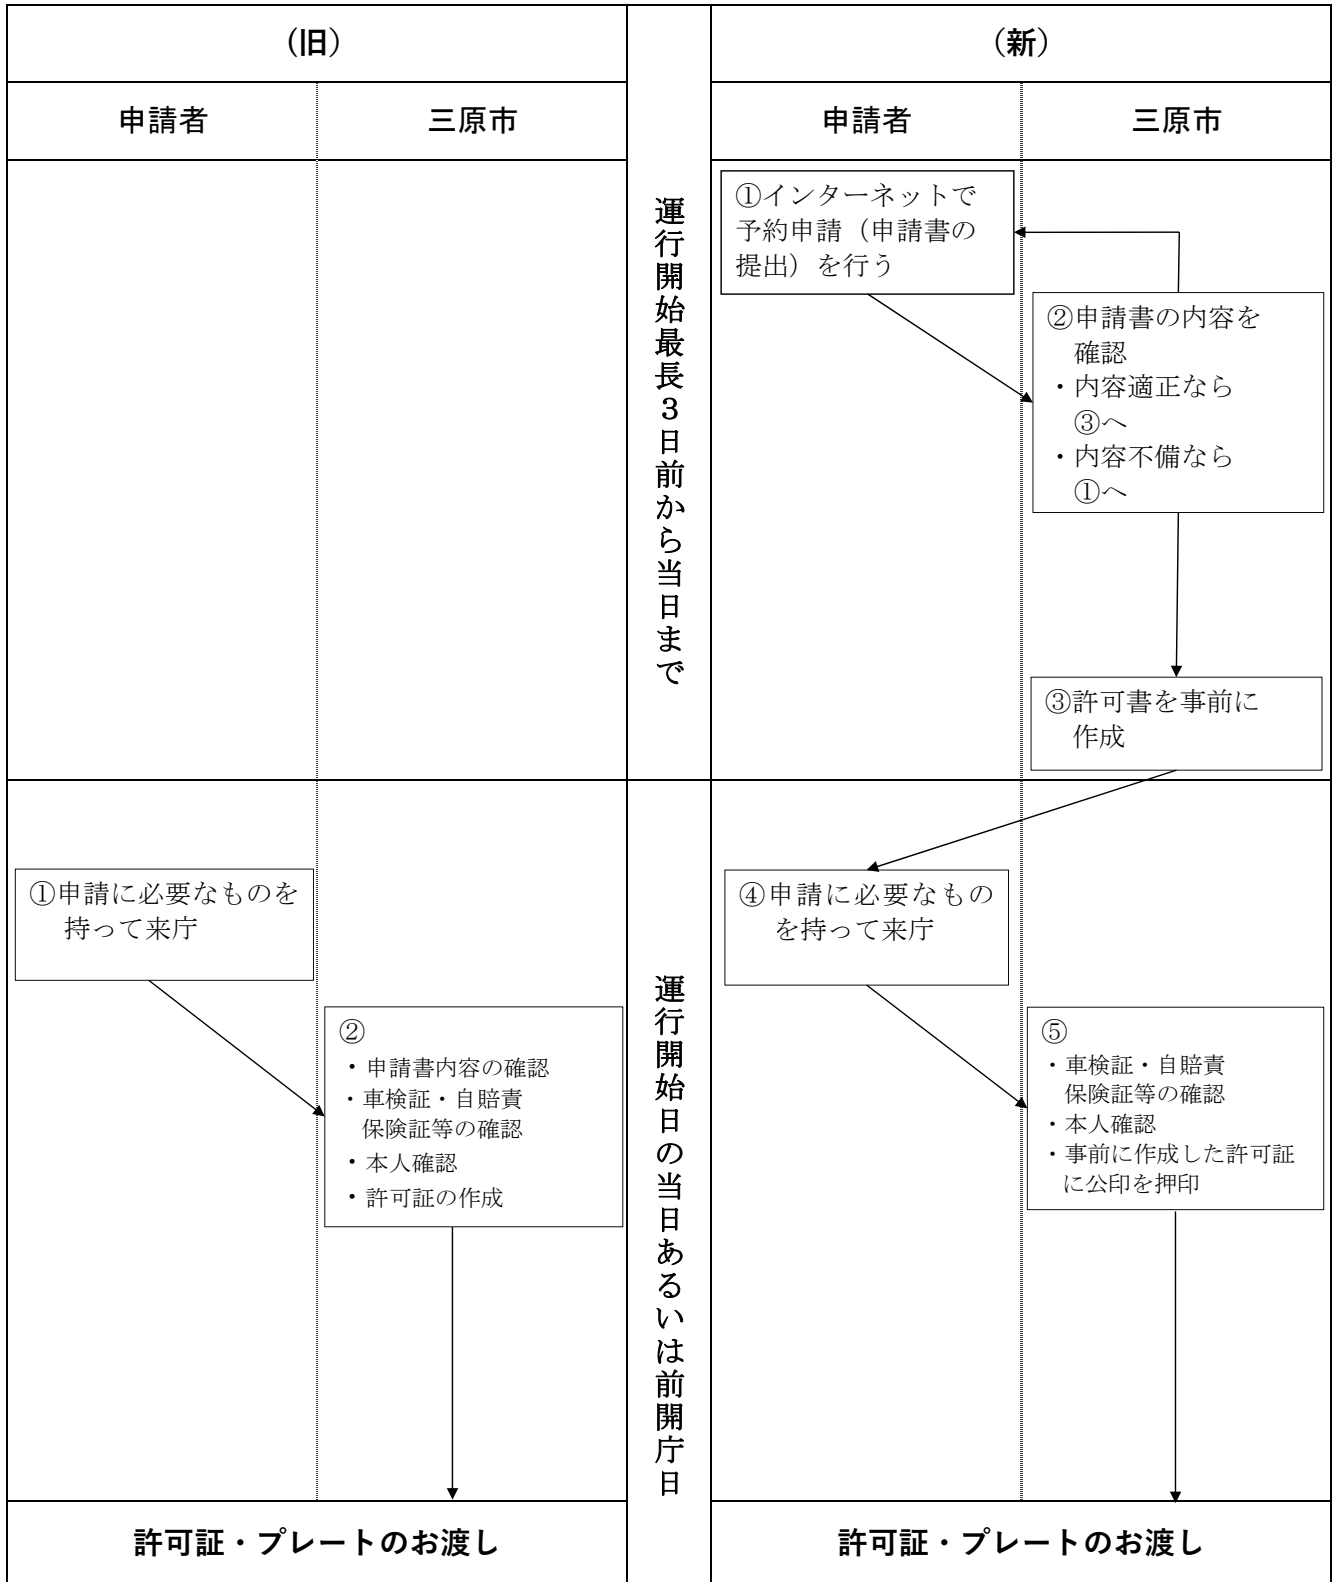 (旧)
(新)
申請者
三原市
申請者
三原市
運行開始最長3日前から当日まで
①インターネットで
予約申請（申請書の
提出）を行う
②申請書の内容を
確認
・内容適正なら
③へ
・内容不備なら
①へ
③許可書を事前に
作成
運行開始日の当日あるいは前開庁日
①申請に必要なものを
持って来庁
②
・申請書内容の確認
・車検証・自賠責
保険証等の確認
・本人確認
・許可証の作成
④申請に必要なもの
を持って来庁
⑤
・車検証・自賠責
保険証等の確認
・本人確認
・事前に作成した許可証
に公印を押印
許可証・プレートのお渡し
許可証・プレートのお渡し